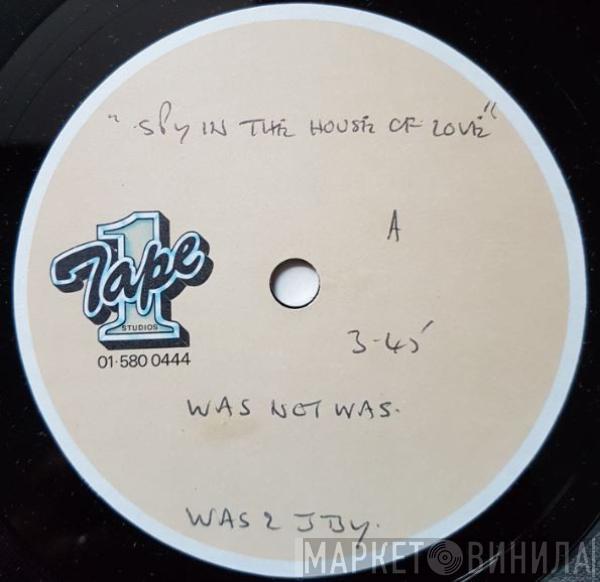 "SPY IN THE HOUSE OF LOVE"
A
Tape 1
STUDIOS
01·580 0444
3-45
WAS NOT WAS.
WAS 2 JBY.
МАРКЕТ ВИНИЛА